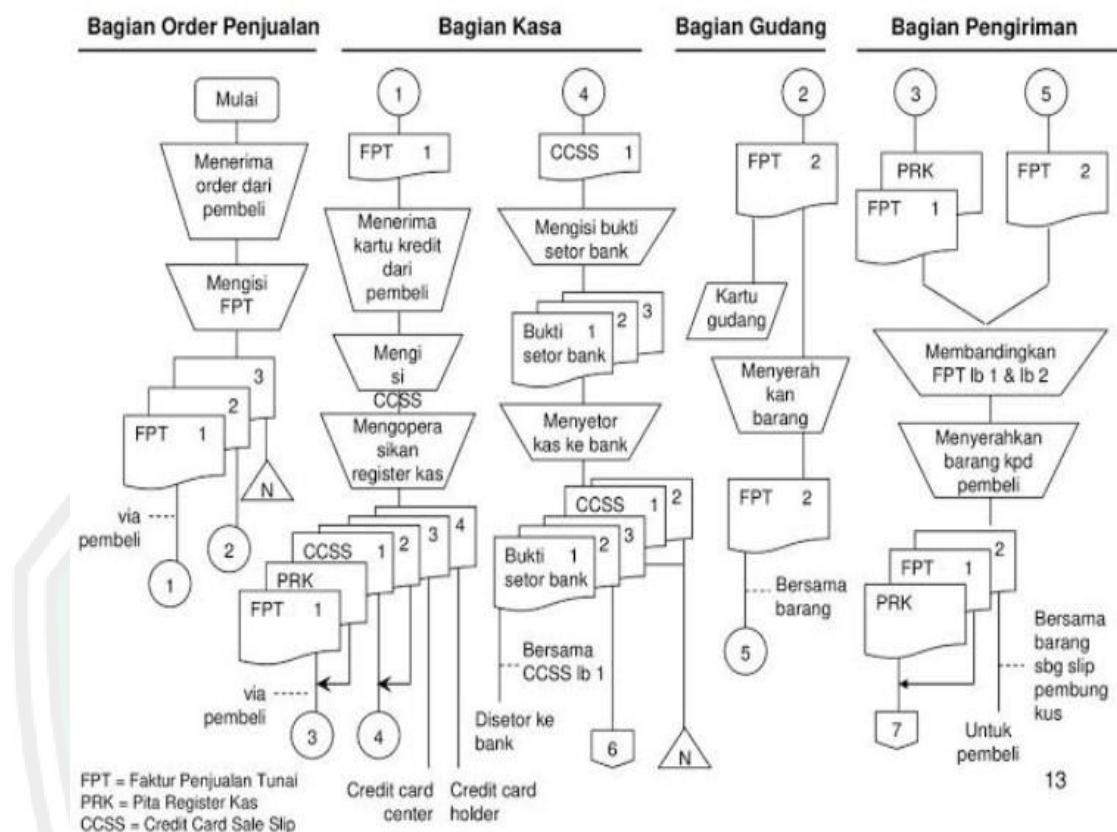 Bagian Order Penjualan
Mulai
Menerima
order dari
pembeli
Mengisi
FPT
3
2
FPT 1
N
via
pembeli
2
1
Bagian Kasa
1
FPT 1
Menerima
kartu kredit
dari
pembeli
Mengi
si
CCSS
Mengopera
sikan
register kas
4
3
2
CCSS 1
PRK
FPT 1
via
pembeli
3
4
Credit card
center
Credit card
holder
4
CCSS 1
Mengisi bukti
setor bank
3
2
Bukti 1
setor bank
Menyetor
kas ke bank
2
CCSS 1
3
2
Bukti 1
setor bank
Bersama
CCSS lb 1
Disetor ke
bank
6
N
Bagian Gudang
2
FPT 2
Kartu
gudang
Menyerah
kan
barang
FPT 2
Bersama
barang
5
Bagian Pengiriman
3
5
PRK
FPT 1
FPT 2
Membandingkan
FPT lb 1 & lb 2
Menyerahkan
barang kpd
pembeli
2
FPT 1
PRK
Bersama
barang
sbg slip
pembung
kus
7
Untuk
pembeli
13
FPT = Faktur Penjualan Tunai
PRK = Pita Register Kas
CCSS = Credit Card Sale Slip